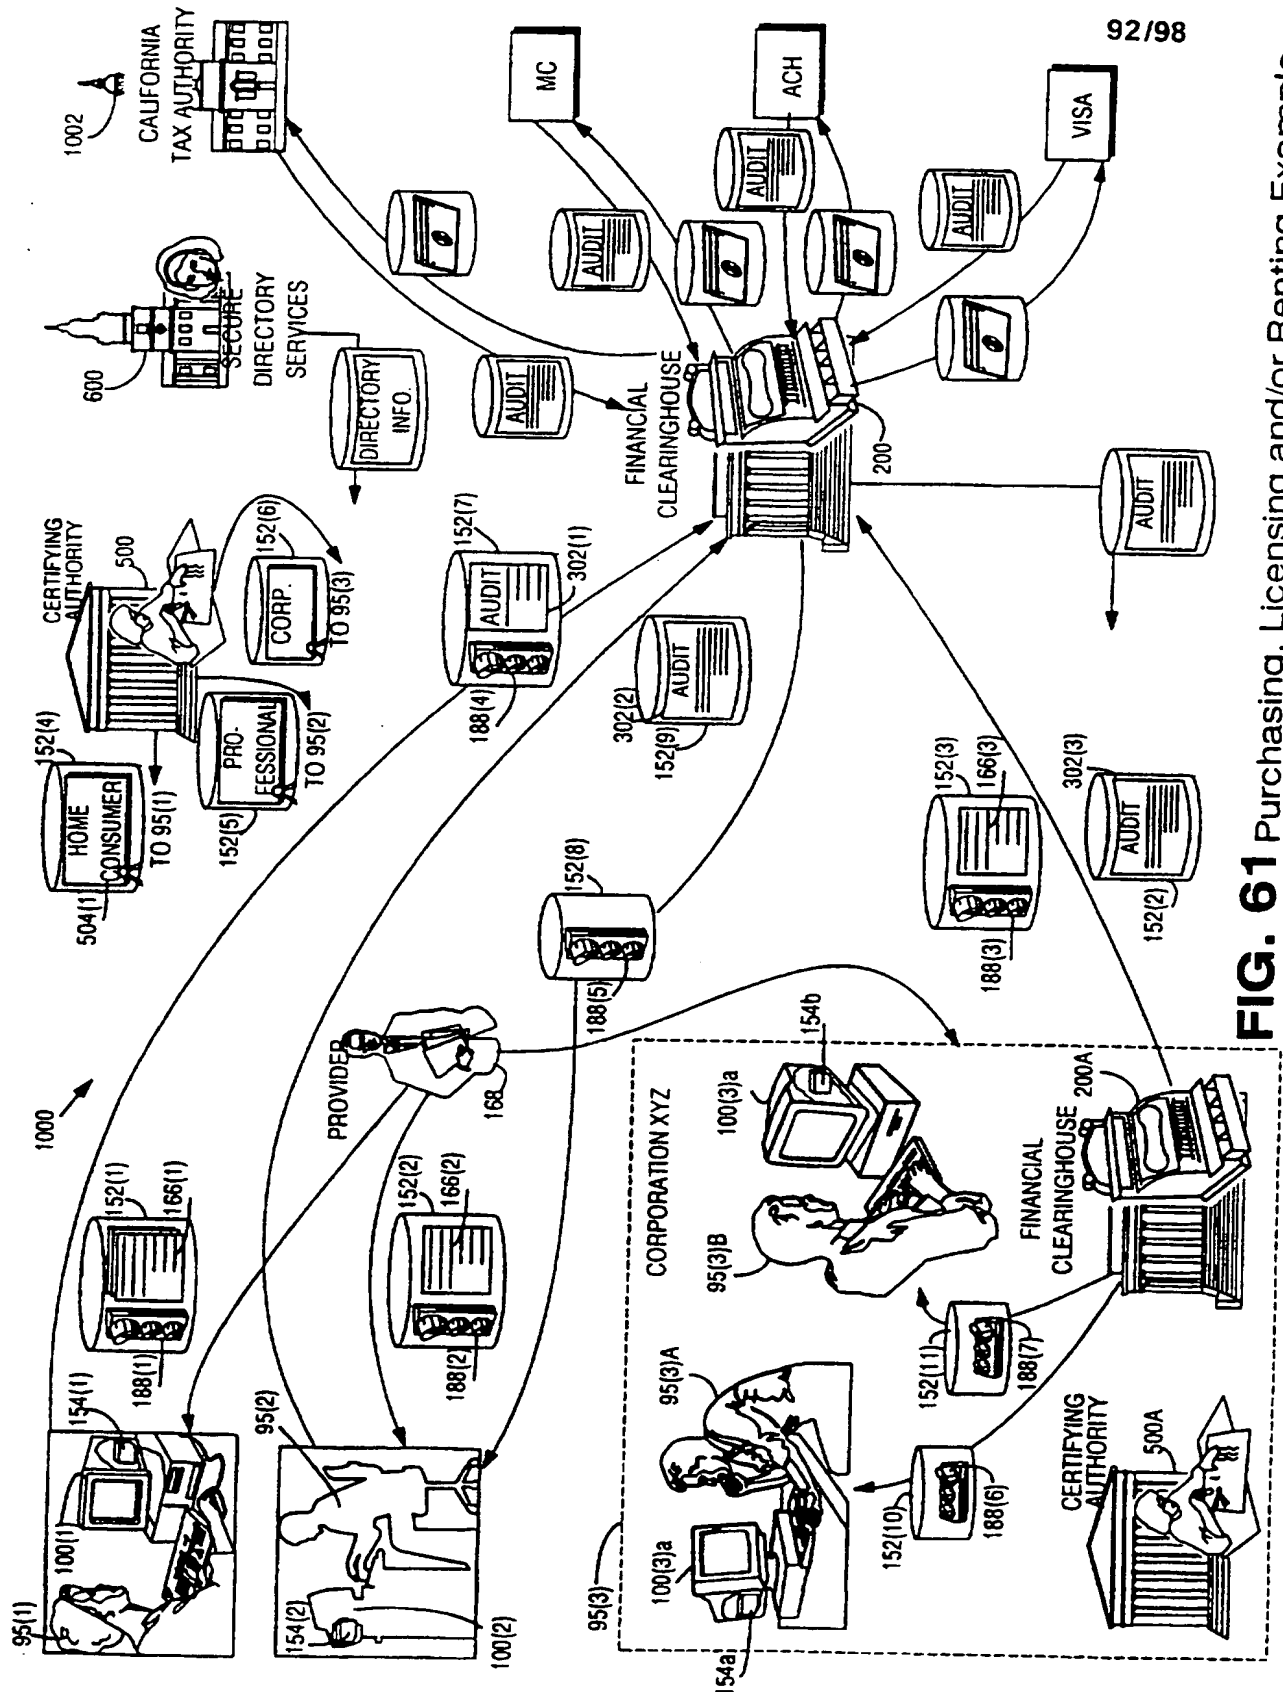 92/98
1002
CALIFORNIA
TAX AUTHORITY
MC
ACH
VISA
AUDIT
AUDIT
AUDIT
600
SECURE
DIRECTORY
SERVICES
DIRECTORY
INFO.
AUDIT
FINANCIAL
CLEARINGHOUSE
200
AUDIT
CERTIFYING
AUTHORITY
500
152(6)
CORP.
TO 95(3)
152(4)
HOME
CONSUMER
504(1)
TO 95(1)
PRO-
FESSIONAL
152(5)
TO 95(2)
152(7)
AUDIT
302(1)
188(4)
302(2)
AUDIT
152(9)
152(8)
188(5)
152(3)
166(3)
188(3)
302(3)
AUDIT
152(2)
1000
PROVIDER
168
152(1)
166(1)
188(1)
152(2)
166(2)
188(2)
95(1)
100(1)
154(1)
95(2)
154(2)
100(2)
95(3)
CORPORATION XYZ
100(3)a
154a
95(3)A
95(3)B
100(3)a
154b
152(10)
188(6)
152(11)
188(7)
FINANCIAL
CLEARINGHOUSE
200A
CERTIFYING
AUTHORITY
500A
FIG. 61 Purchasing, Licensing and/or Renting Example